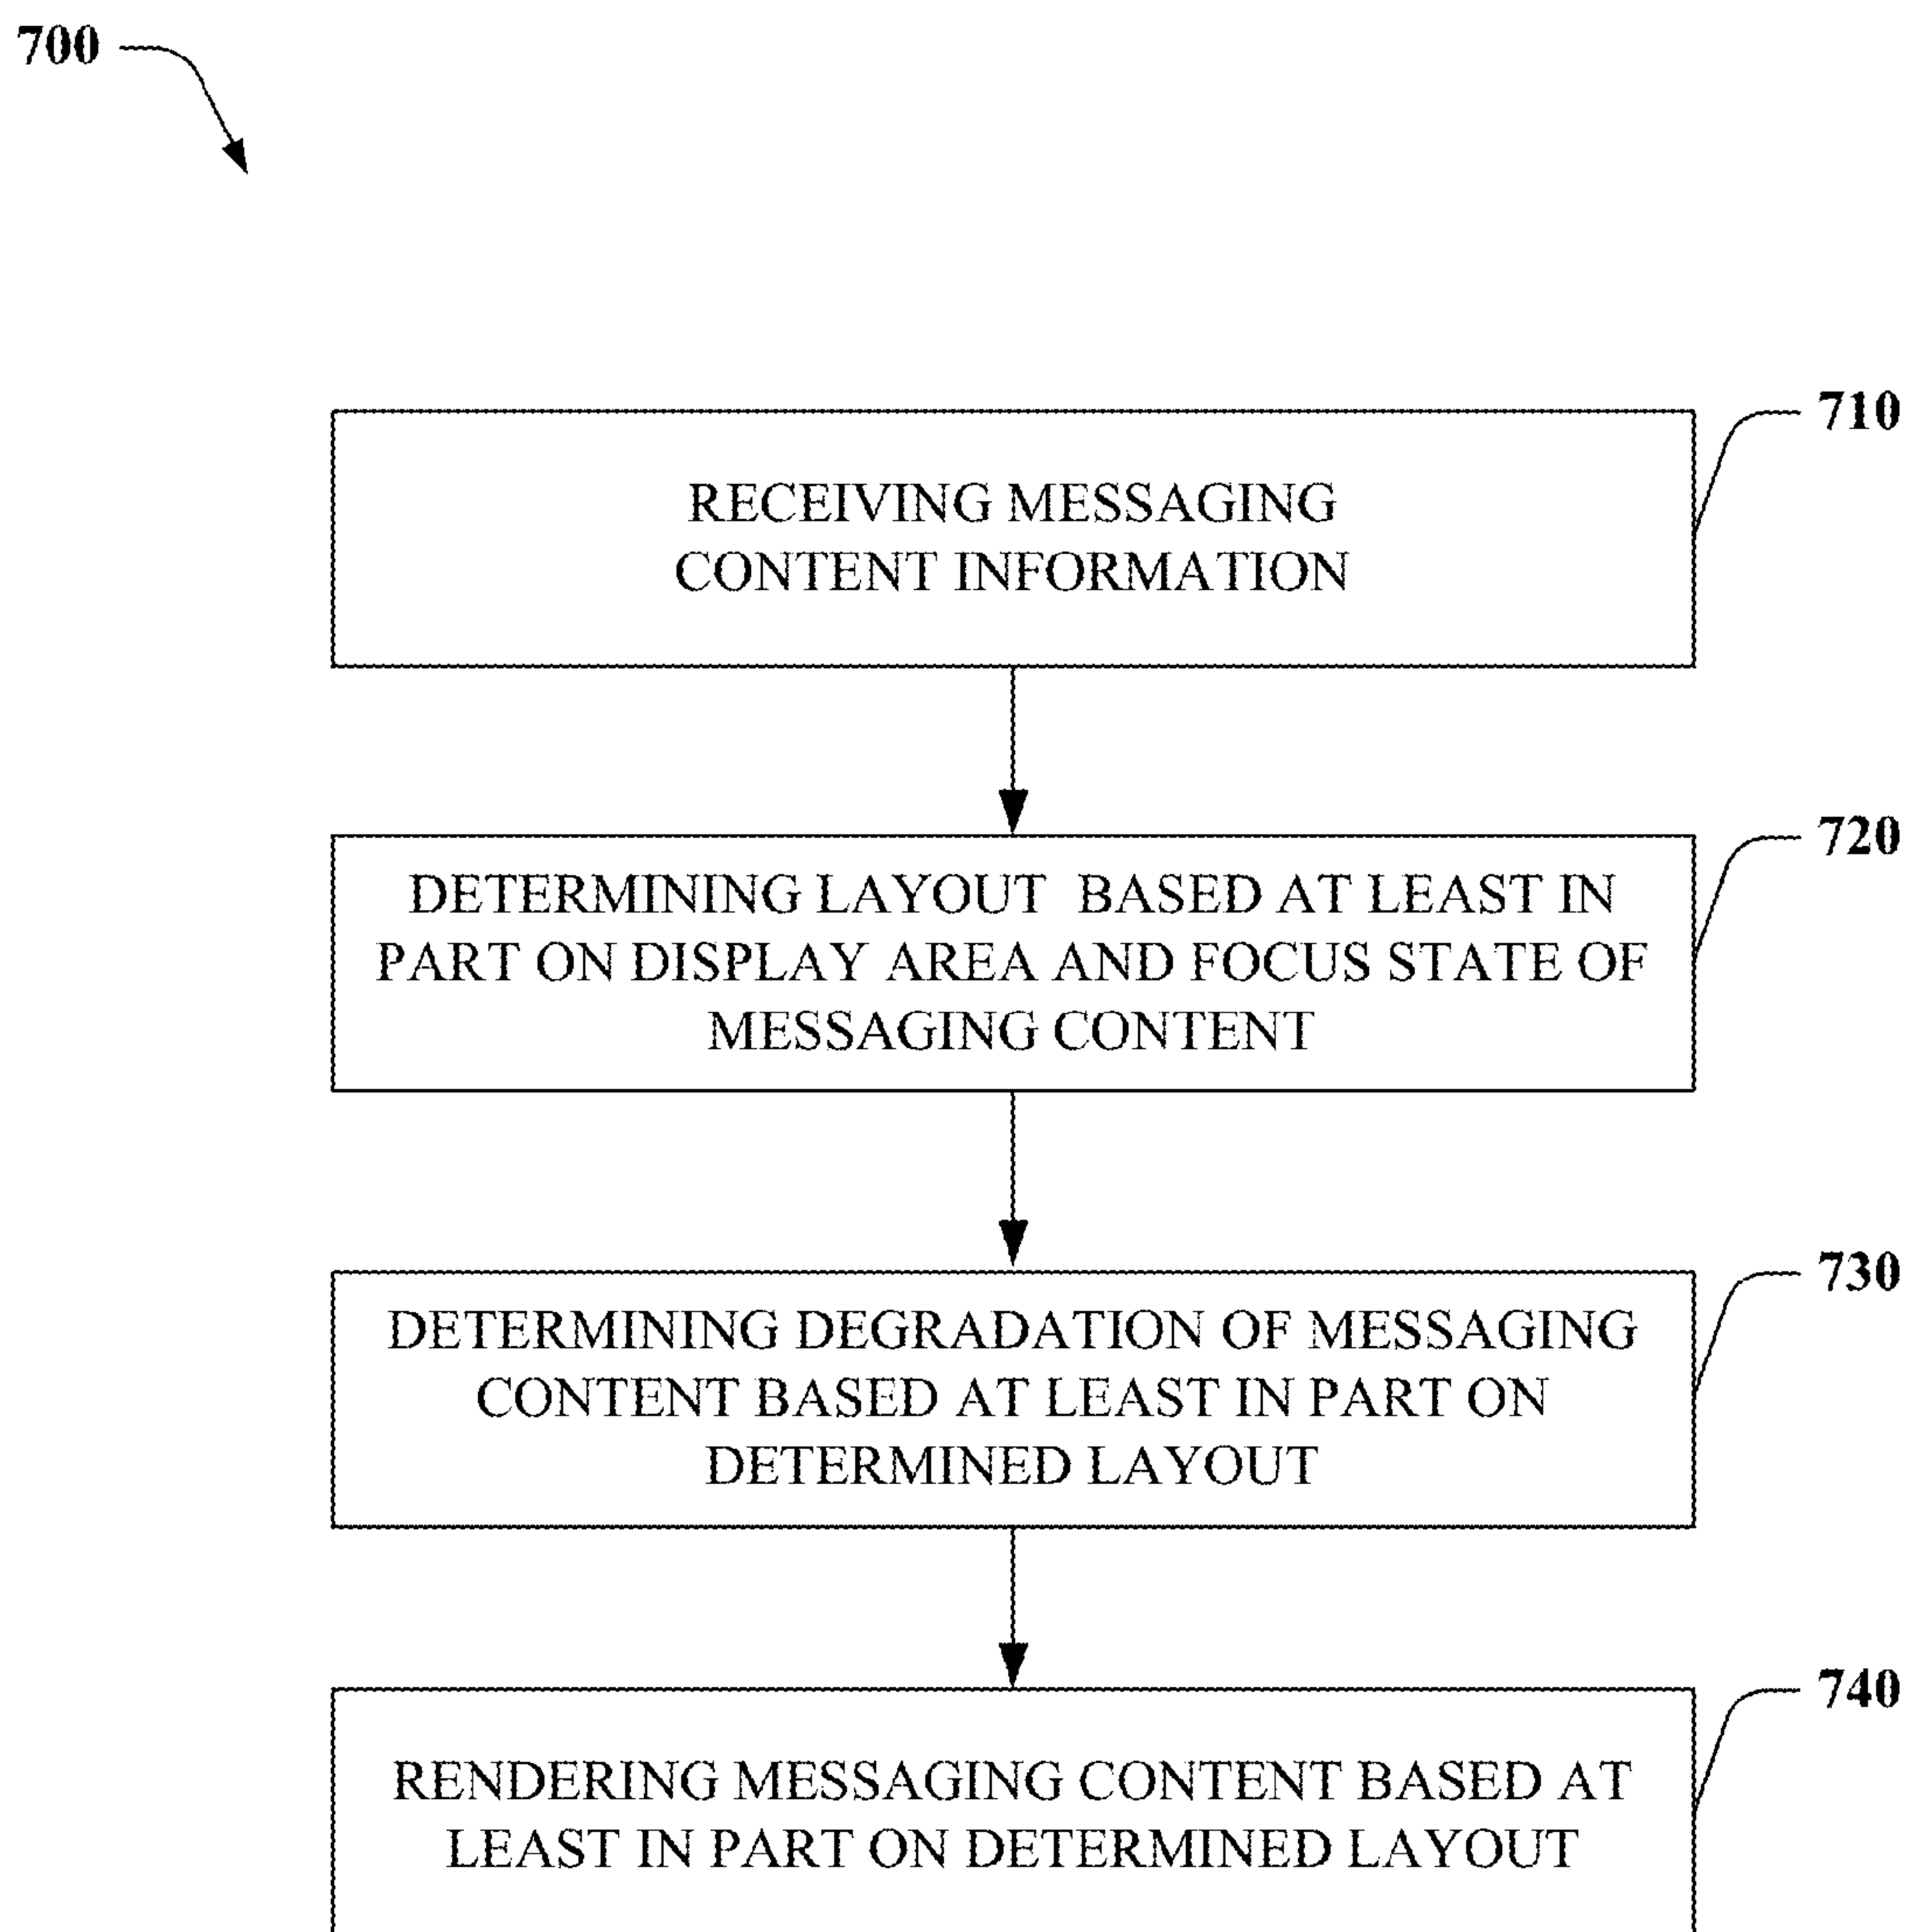 700
710
RECEIVING MESSAGING
CONTENT INFORMATION
720
DETERMINING LAYOUT BASED AT LEAST IN
PART ON DISPLAY AREA AND FOCUS STATE OF
MESSAGING CONTENT
730
DETERMINING DEGRADATION OF MESSAGING
CONTENT BASED AT LEAST IN PART ON
DETERMINED LAYOUT
740
RENDERING MESSAGING CONTENT BASED AT
LEAST IN PART ON DETERMINED LAYOUT